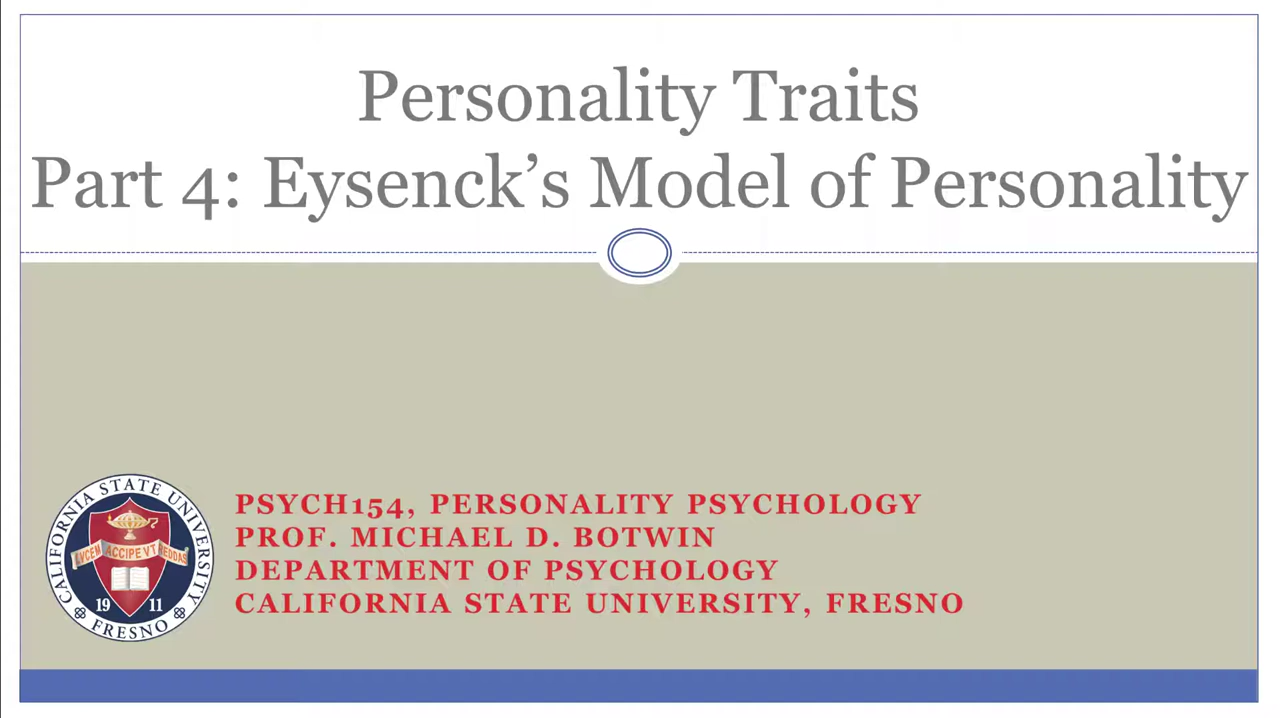 Personality Traits
Part 4: Eysenck’s Model of Personality
PSYCH154, PERSONALITY PSYCHOLOGY
PROF. MICHAEL D. BOTWIN
DEPARTMENT OF PSYCHOLOGY
CALIFORNIA STATE UNIVERSITY, FRESNO
CALIFORNIA STATE UNIVERSITY
LVCEM ACCIPE VT REDDAS
19 11
FRESNO